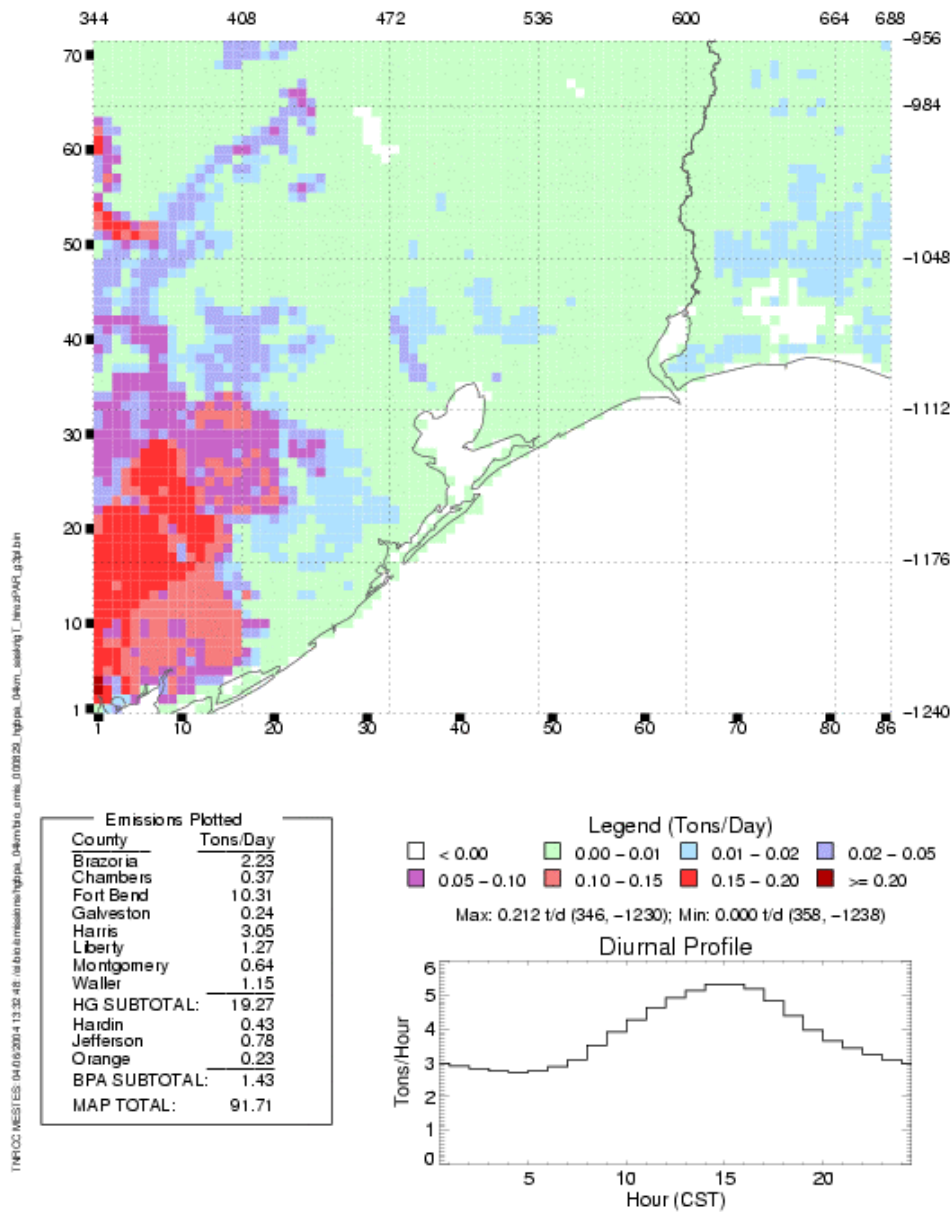 344 408 472 536 600 664 688
-956
-984
-1048
-1112
-1176
-1240
70
60
50
40
30
20
10
1
1 10 20 30 40 50 60 70 80 86
Emissions Plotted
County Tons/Day
Brazoria 2.23
Chambers 0.37
Fort Bend 10.31
Galveston 0.24
Harris 3.05
Liberty 1.27
Montgomery 0.64
Waller 1.15
HG SUBTOTAL: 19.27
Hardin 0.43
Jefferson 0.78
Orange 0.23
BPA SUBTOTAL: 1.43
MAP TOTAL: 91.71
Legend (Tons/Day)
< 0.00 0.00 - 0.01 0.01 - 0.02 0.02 - 0.05
0.05 - 0.10 0.10 - 0.15 0.15 - 0.20 >= 0.20
Max: 0.212 t/d (346, -1230); Min: 0.000 t/d (358, -1238)
Diurnal Profile
6
5
4
3
2
1
0
Tons/Hour
5 10 15 20
Hour (CST)